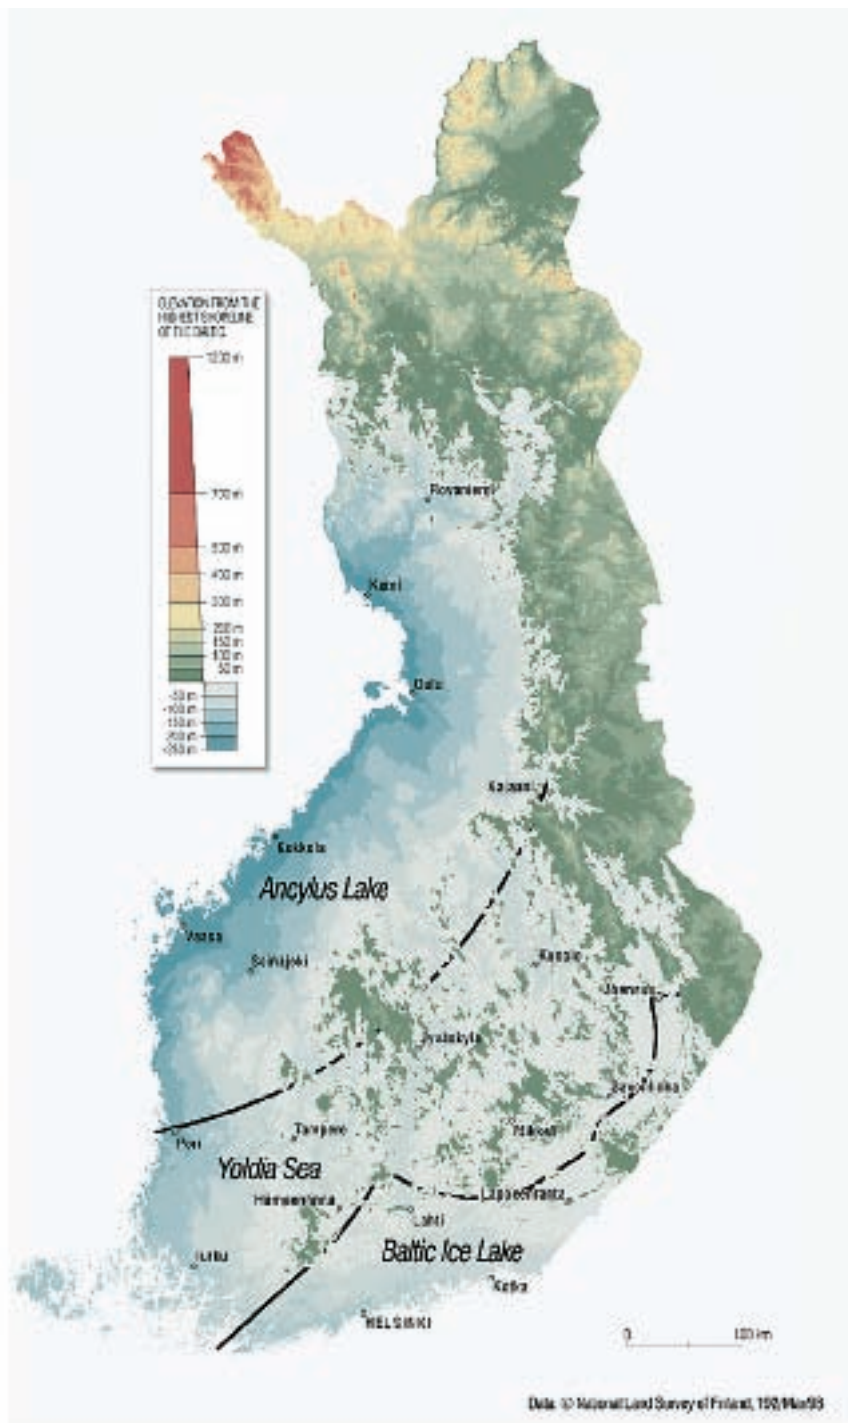 ELEVATION FROM THE
HIGHEST SHORELINE
OF THE BALTIC
1200 m
700 m
500 m
400 m
300 m
200 m
150 m
100 m
50 m
-50 m
-100 m
-150 m
-200 m
-250 m
Rovaniemi
Kemi
Oulu
Kajaani
Kokkola
Ancylus Lake
Vaasa
Seinäjoki
Kuopio
Joensuu
Jyväskylä
Savonlinna
Pori
Tampere
Mikkeli
Yoldia Sea
Hämeenlinna
Lappeenranta
Lahti
Turku
Baltic Ice Lake
Kotka
HELSINKI
0 100 km
Data: © National Land Survey of Finland, 192/Mar/98